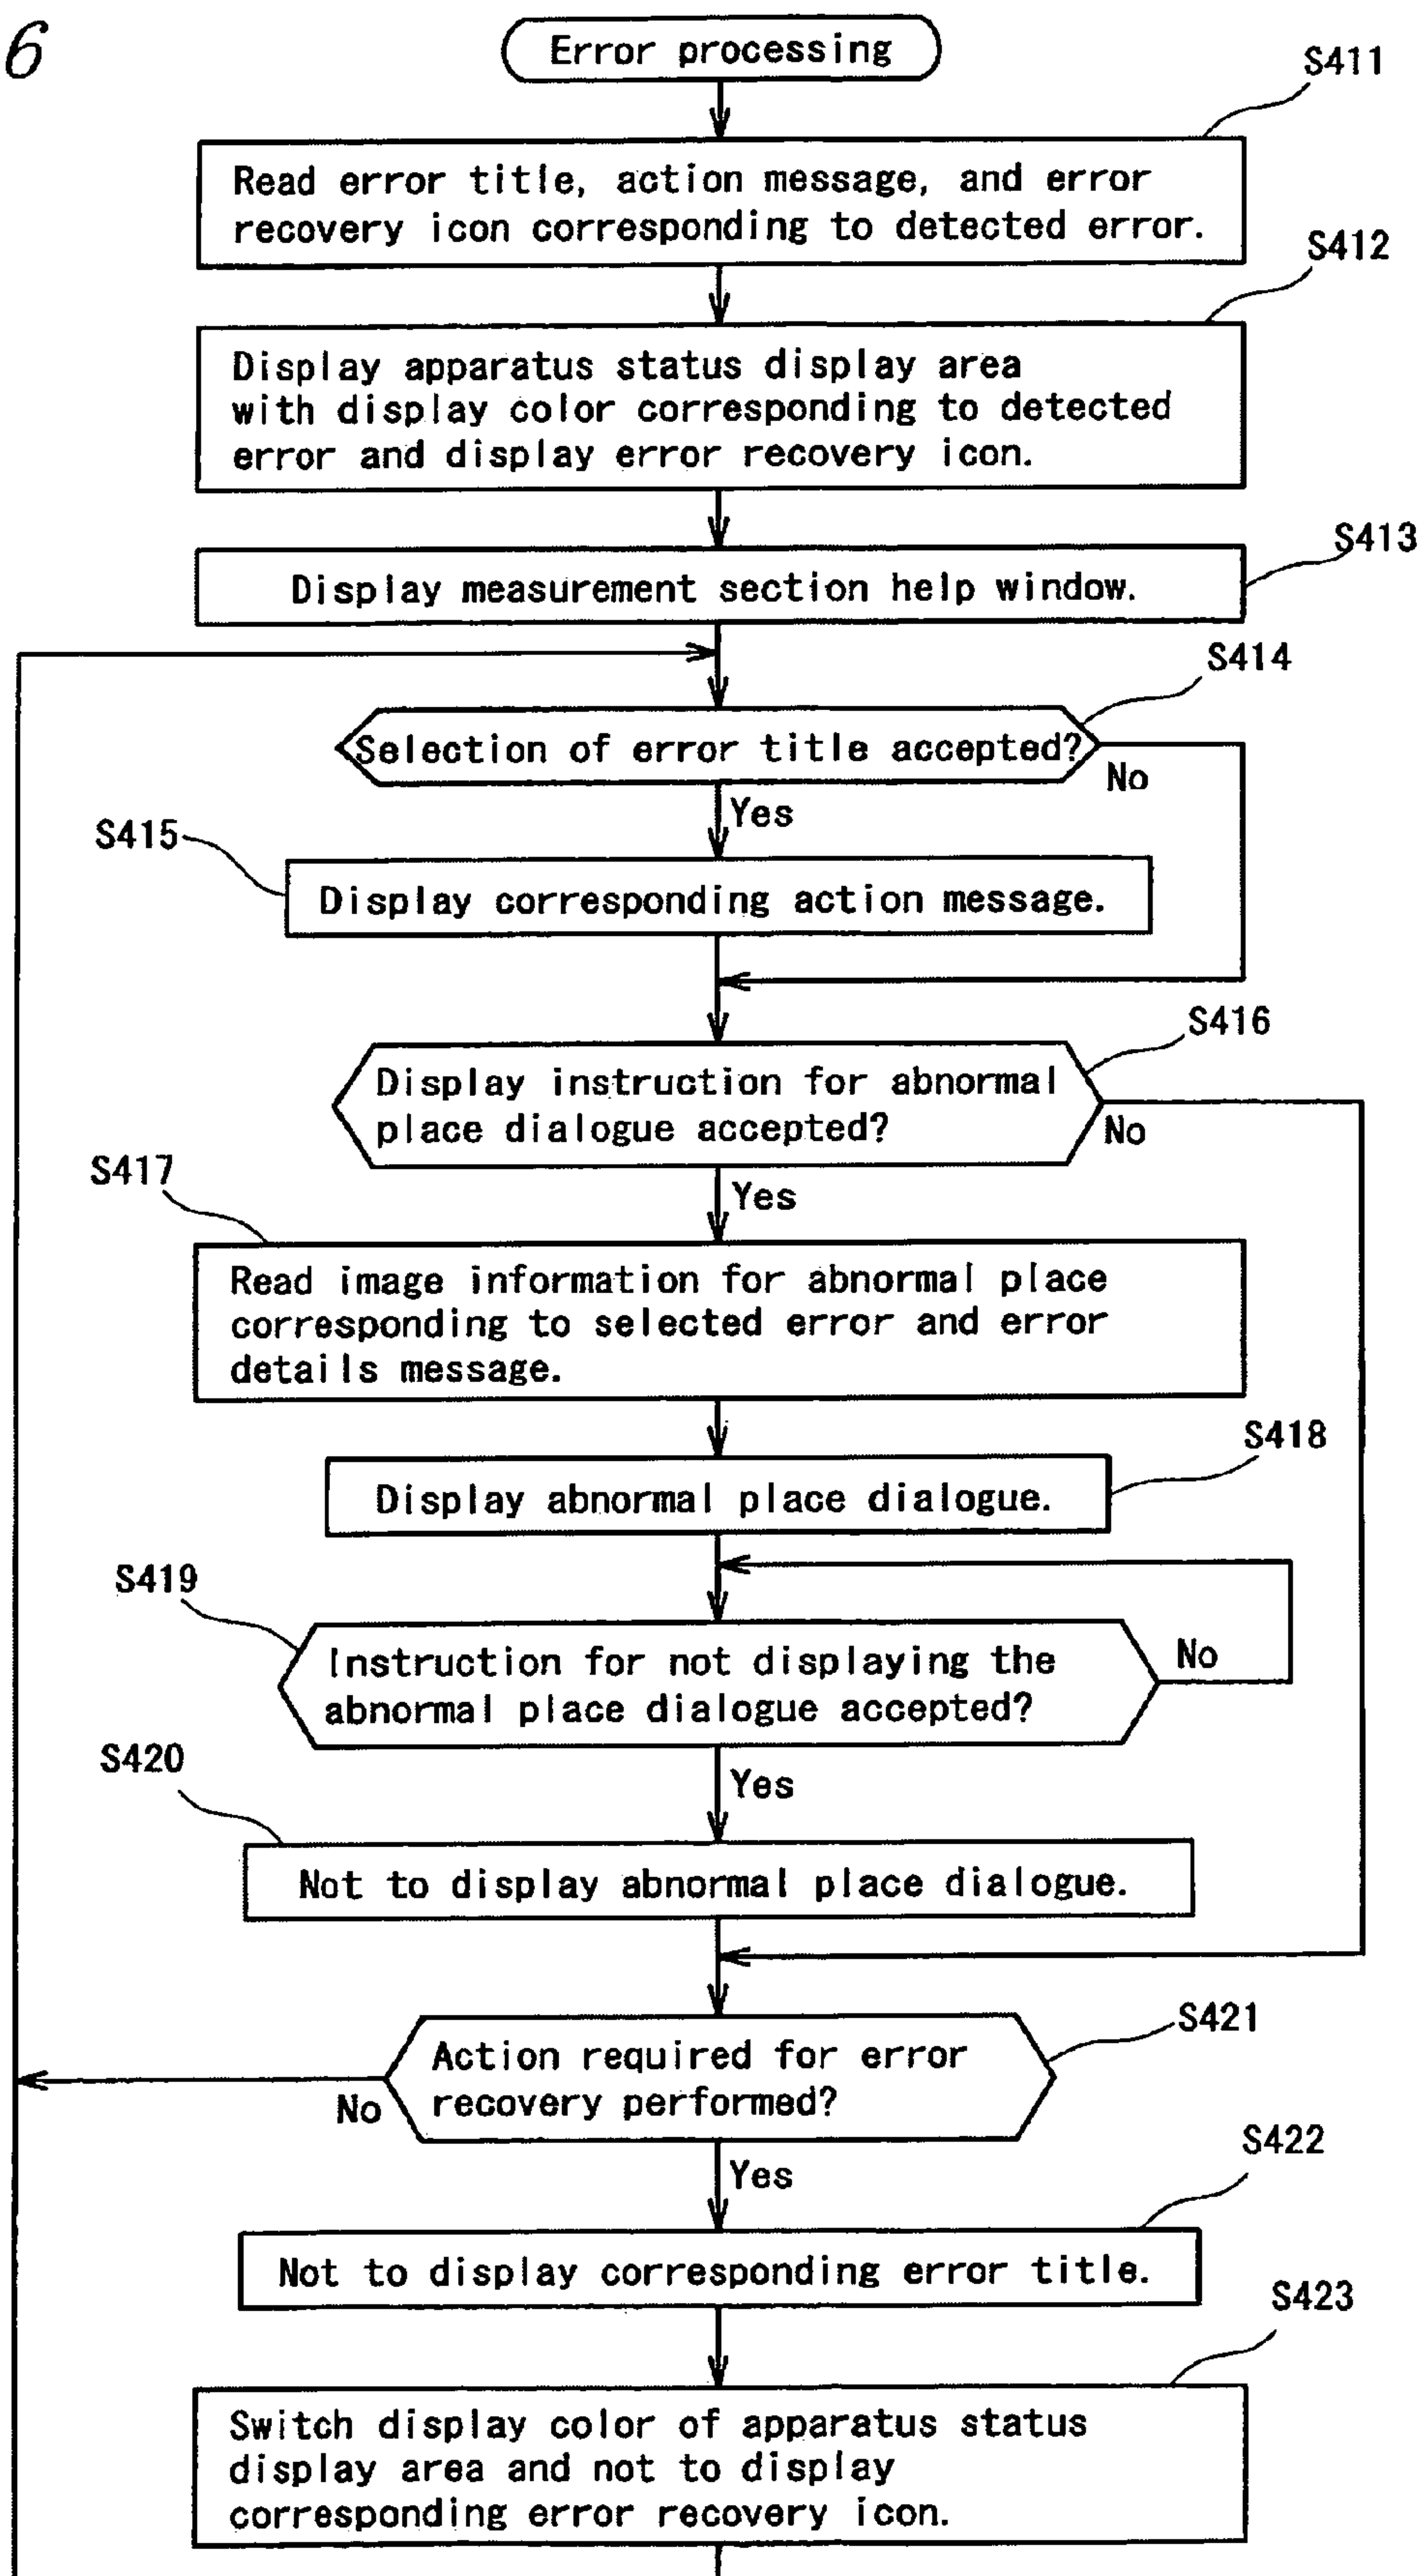 6
Error processing
S411
Read error title, action message, and error
recovery icon corresponding to detected error.
S412
Display apparatus status display area
with display color corresponding to detected
error and display error recovery icon.
S413
Display measurement section help window.
S414
Selection of error title accepted?
No
Yes
S415
Display corresponding action message.
S416
Display instruction for abnormal
place dialogue accepted?
No
Yes
S417
Read image information for abnormal place
corresponding to selected error and error
details message.
S418
Display abnormal place dialogue.
S419
Instruction for not displaying the
abnormal place dialogue accepted?
No
Yes
S420
Not to display abnormal place dialogue.
S421
Action required for error
recovery performed?
No
Yes
S422
Not to display corresponding error title.
S423
Switch display color of apparatus status
display area and not to display
corresponding error recovery icon.